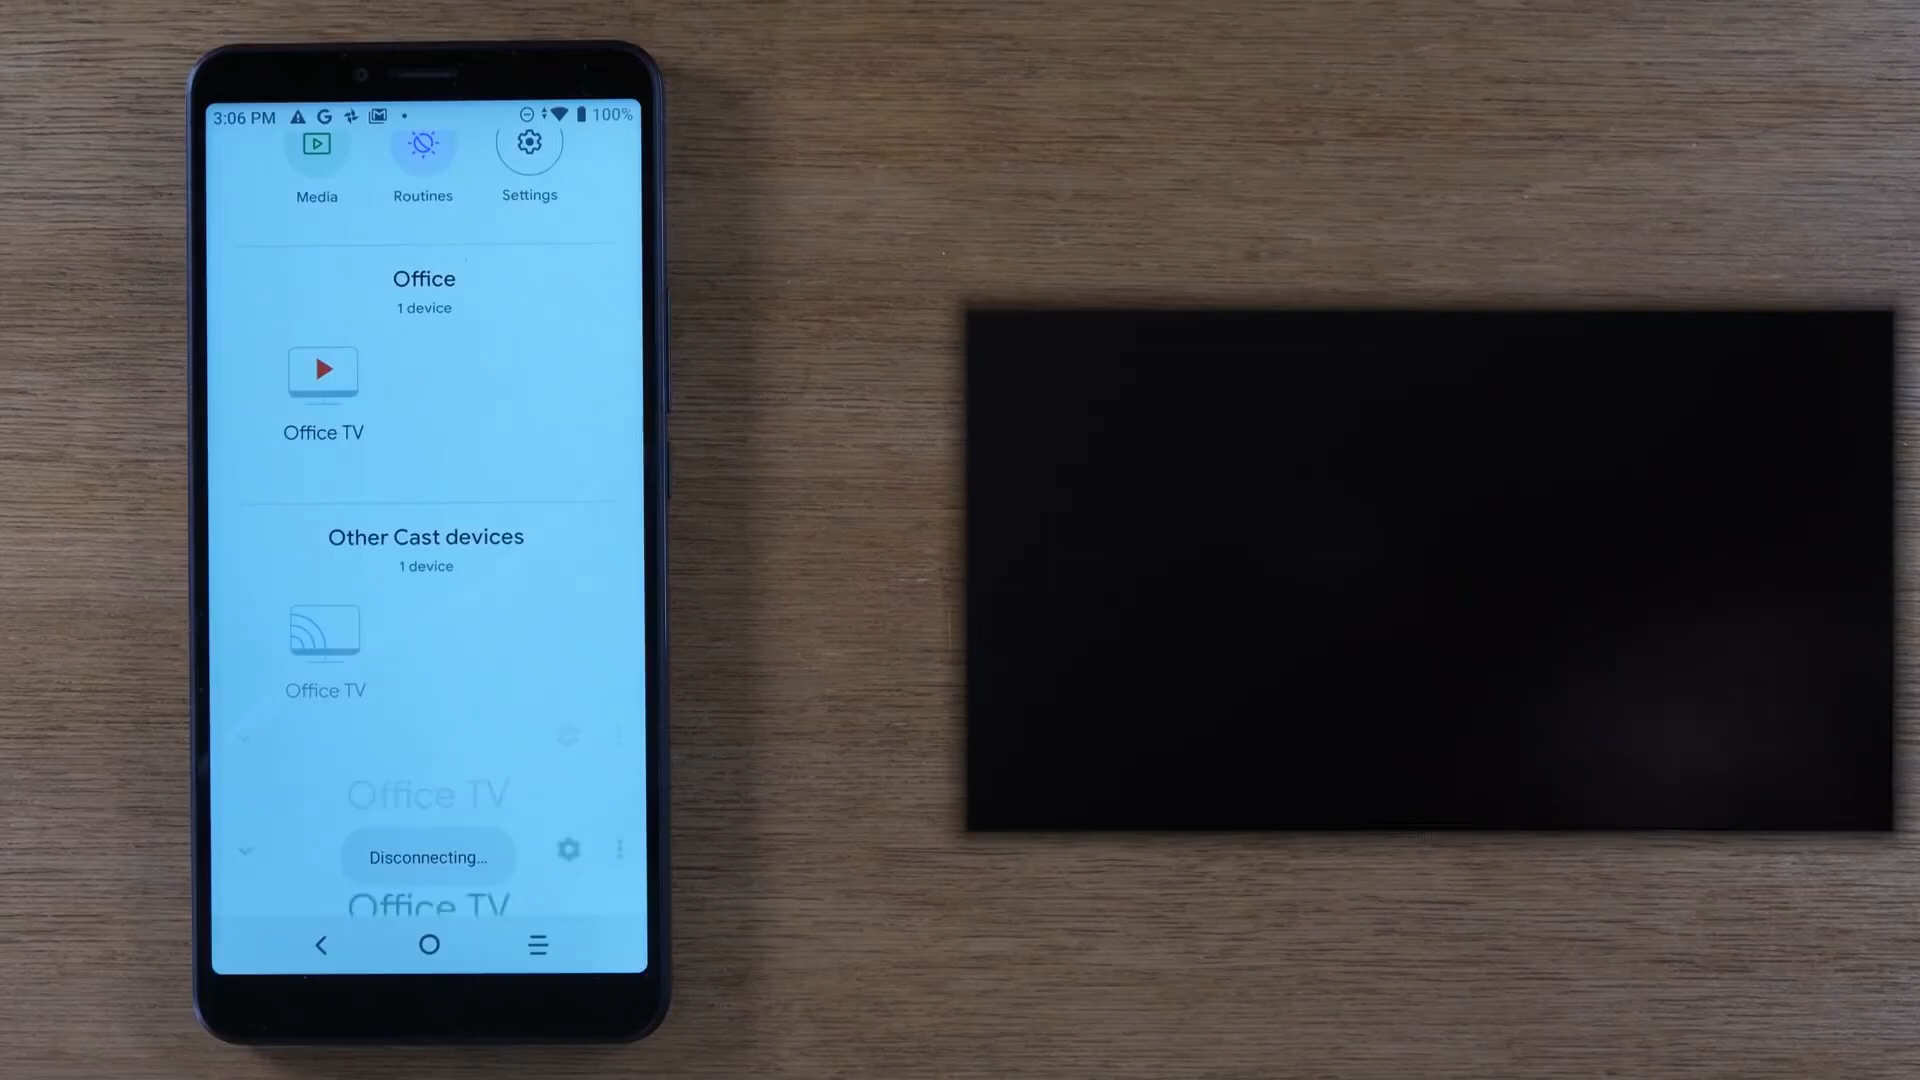 3:06 PM 100%
Media Routines Settings
Office
1 device
Office TV
Other Cast devices
1 device
Office TV
Office TV
Disconnecting...
Office TV